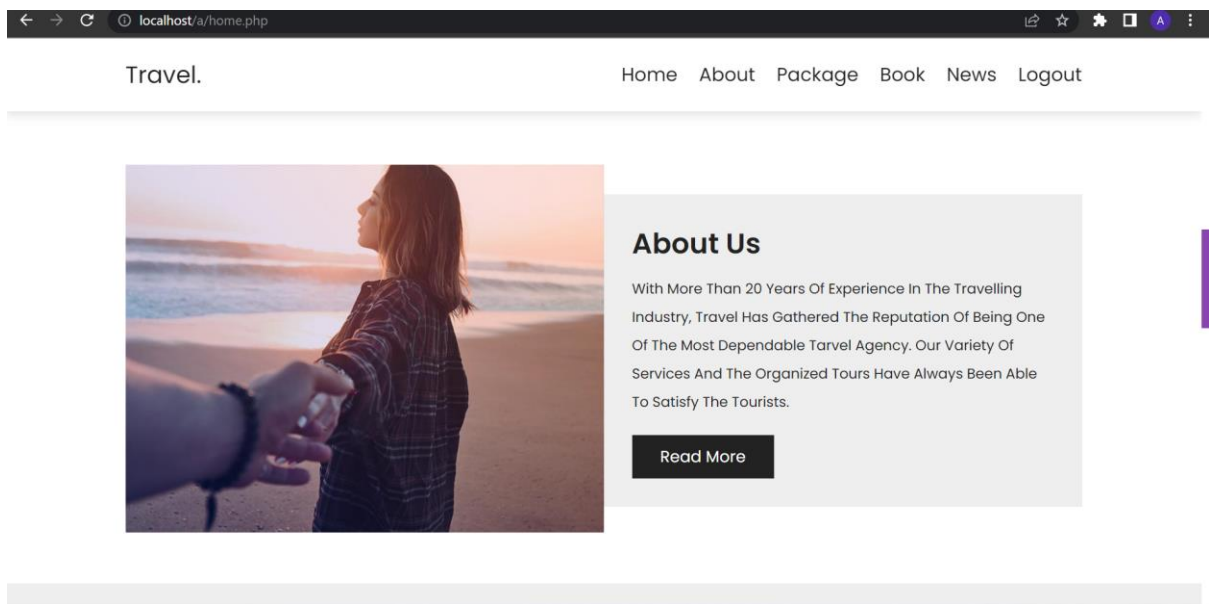 localhost/a/home.php
A
Travel.
Home About Package Book News Logout
About Us
With More Than 20 Years Of Experience In The Travelling
Industry, Travel Has Gathered The Reputation Of Being One
Of The Most Dependable Tarvel Agency. Our Variety Of
Services And The Organized Tours Have Always Been Able
To Satisfy The Tourists.
Read More